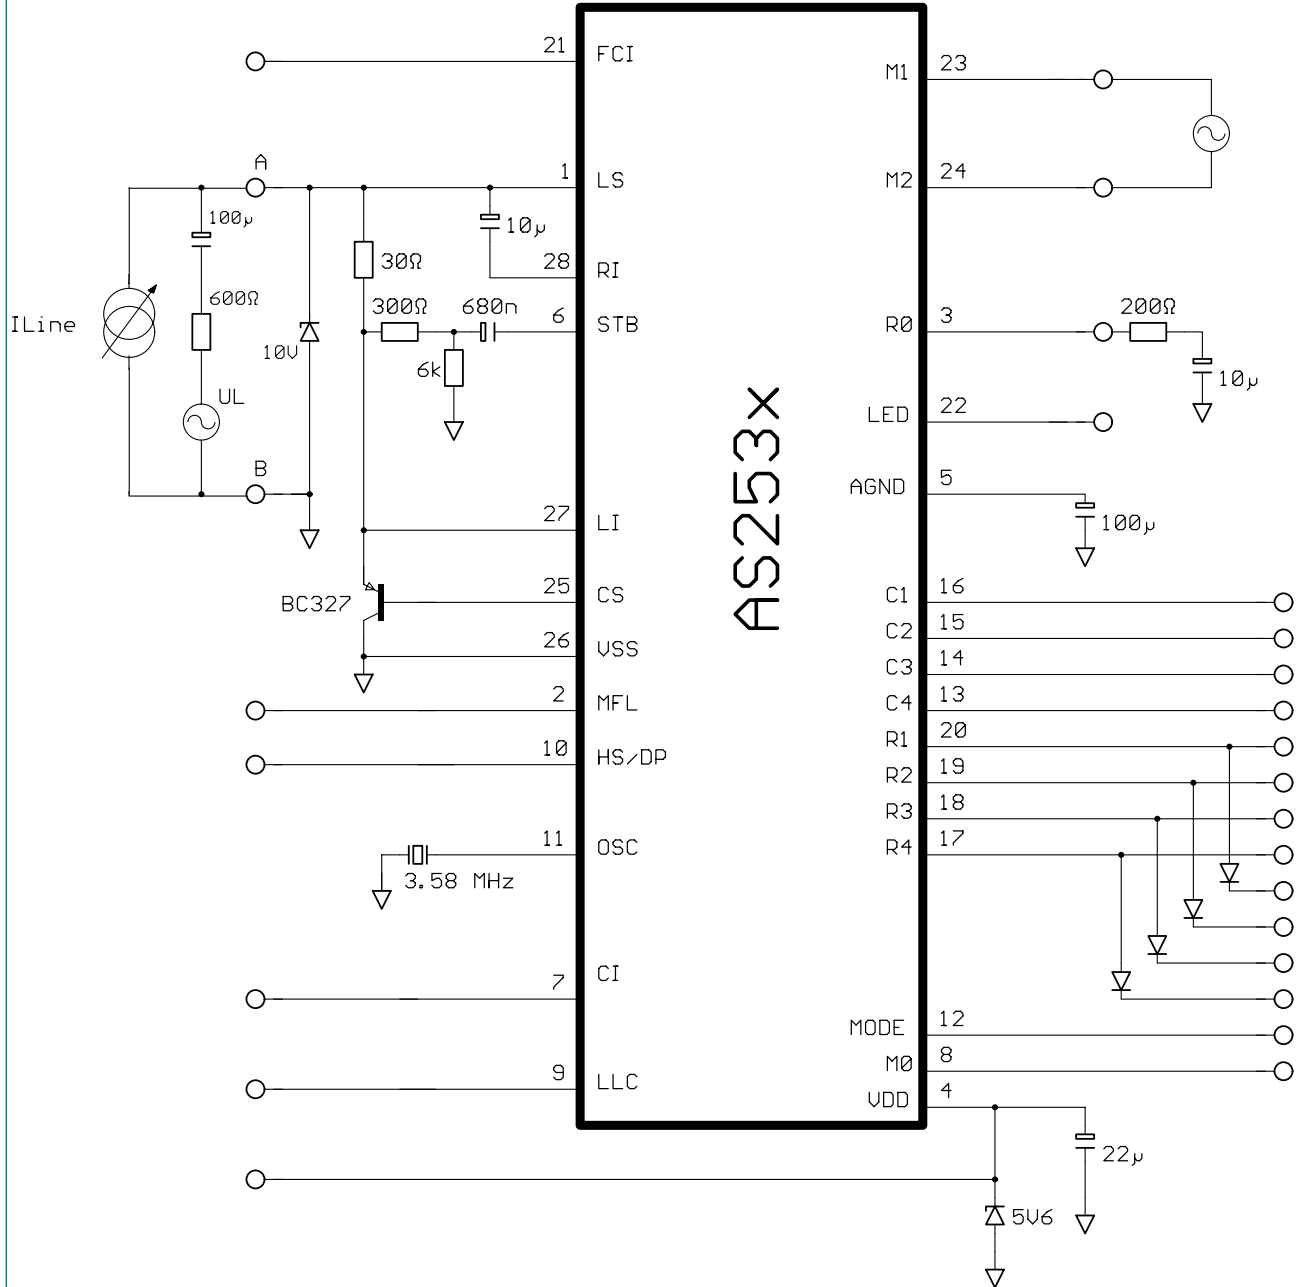 21
FCI
M1
23
A
1
LS
M2
24
100µ
10µ
28
RI
30Ω
600Ω
300Ω
680n
6
STB
R0
3
200Ω
ILine
10V
6k
10µ
UL
LED
22
B
AGND
5
27
LI
100µ
AS253x
25
CS
C1
16
BC327
C2
15
26
VSS
C3
14
2
MFL
C4
13
10
HS/DP
R1
20
R2
19
R3
18
11
OSC
R4
17
3.58 MHz
7
CI
MODE
12
M0
8
9
LLC
VDD
4
22µ
5V6